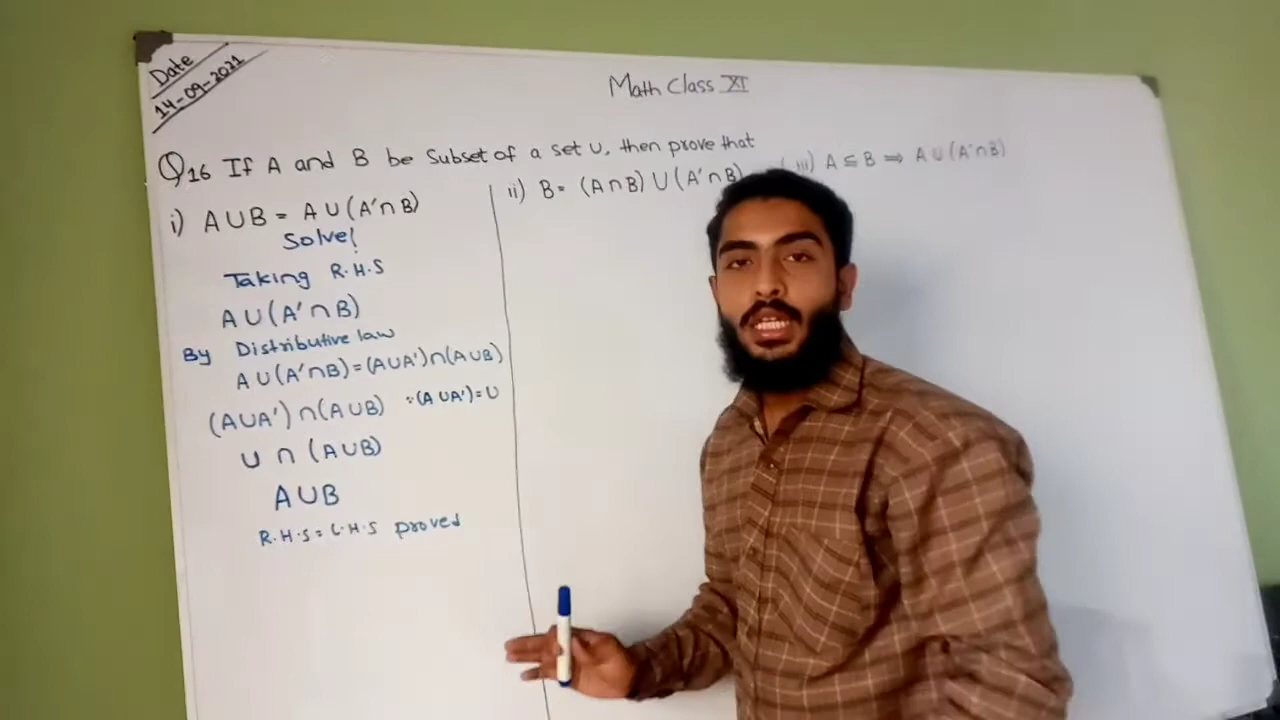 Date
14-09-2021
Math Class XI
Q16 If A and B be Subset of a set U, then prove that
i) A∪B = A∪(A'∩B)
Solve!
Taking R.H.S
A∪(A'∩B)
By Distributive law
A∪(A'∩B)=(A∪A')∩(A∪B)
(A∪A')∩(A∪B) ∵(A∪A')=U
U∩(A∪B)
A∪B
R.H.S=L.H.S proved
ii) B= (A∩B)∪(A'∩B)
iii) A⊆B ⟹ A∪(A'∩B)